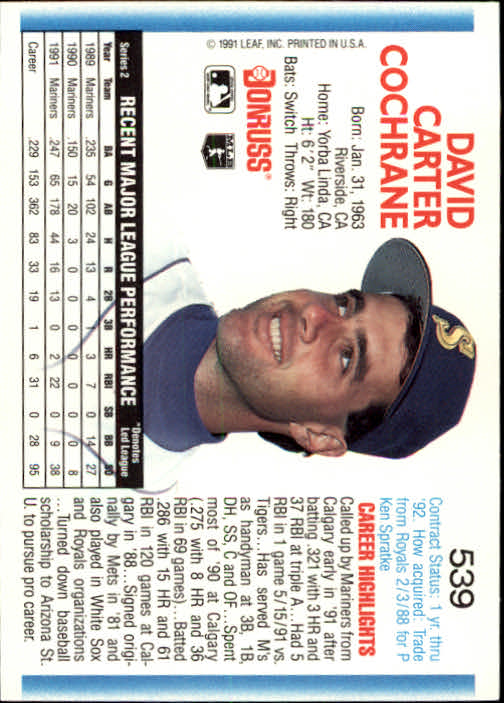 539
DAVID
CARTER
COCHRANE
Born: Jan. 31, 1963
Riverside, CA
Home: Yorba Linda, CA
Ht: 6' 2" Wt: 180
Bats: Switch Throws: Right
DONRUSS
MLB
© 1991 LEAF, INC. PRINTED IN U.S.A.
S
Contract Status: 1 yr. thru
'92. How acquired: Trade
from Royals 2/3/88 for P
Ken Spratke
CAREER HIGHLIGHTS
Called up by Mariners from
Calgary early in '91 after
batting .321 with 3 HR and
37 RBI at triple A...Had 5
RBI in 1 game 5/15/91 vs.
Tigers...Has served M's
as handyman at 3B, 1B,
DH, SS, C and OF...Spent
most of '90 at Calgary
(.275 with 8 HR and 36
RBI in 69 games)...Batted
.286 with 15 HR and 61
RBI in 120 games at Cal-
gary in '88...Signed origi-
nally by Mets in '81 and
also played in White Sox
and Royals organizations
...Turned down baseball
scholarship to Arizona St.
U. to pursue pro career.
Series 2 RECENT MAJOR LEAGUE PERFORMANCE *Denotes
Led League
Year Team BA G AB H R 2B 3B HR RBI SB BB SO
1989 Mariners .235 54 102 24 13 4 1 3 7 0 14 27
1990 Mariners .150 15 20 3 0 0 0 0 0 0 0 8
1991 Mariners .247 65 178 44 16 13 0 2 22 0 9 38
Career .229 153 362 83 33 19 1 6 31 0 28 95